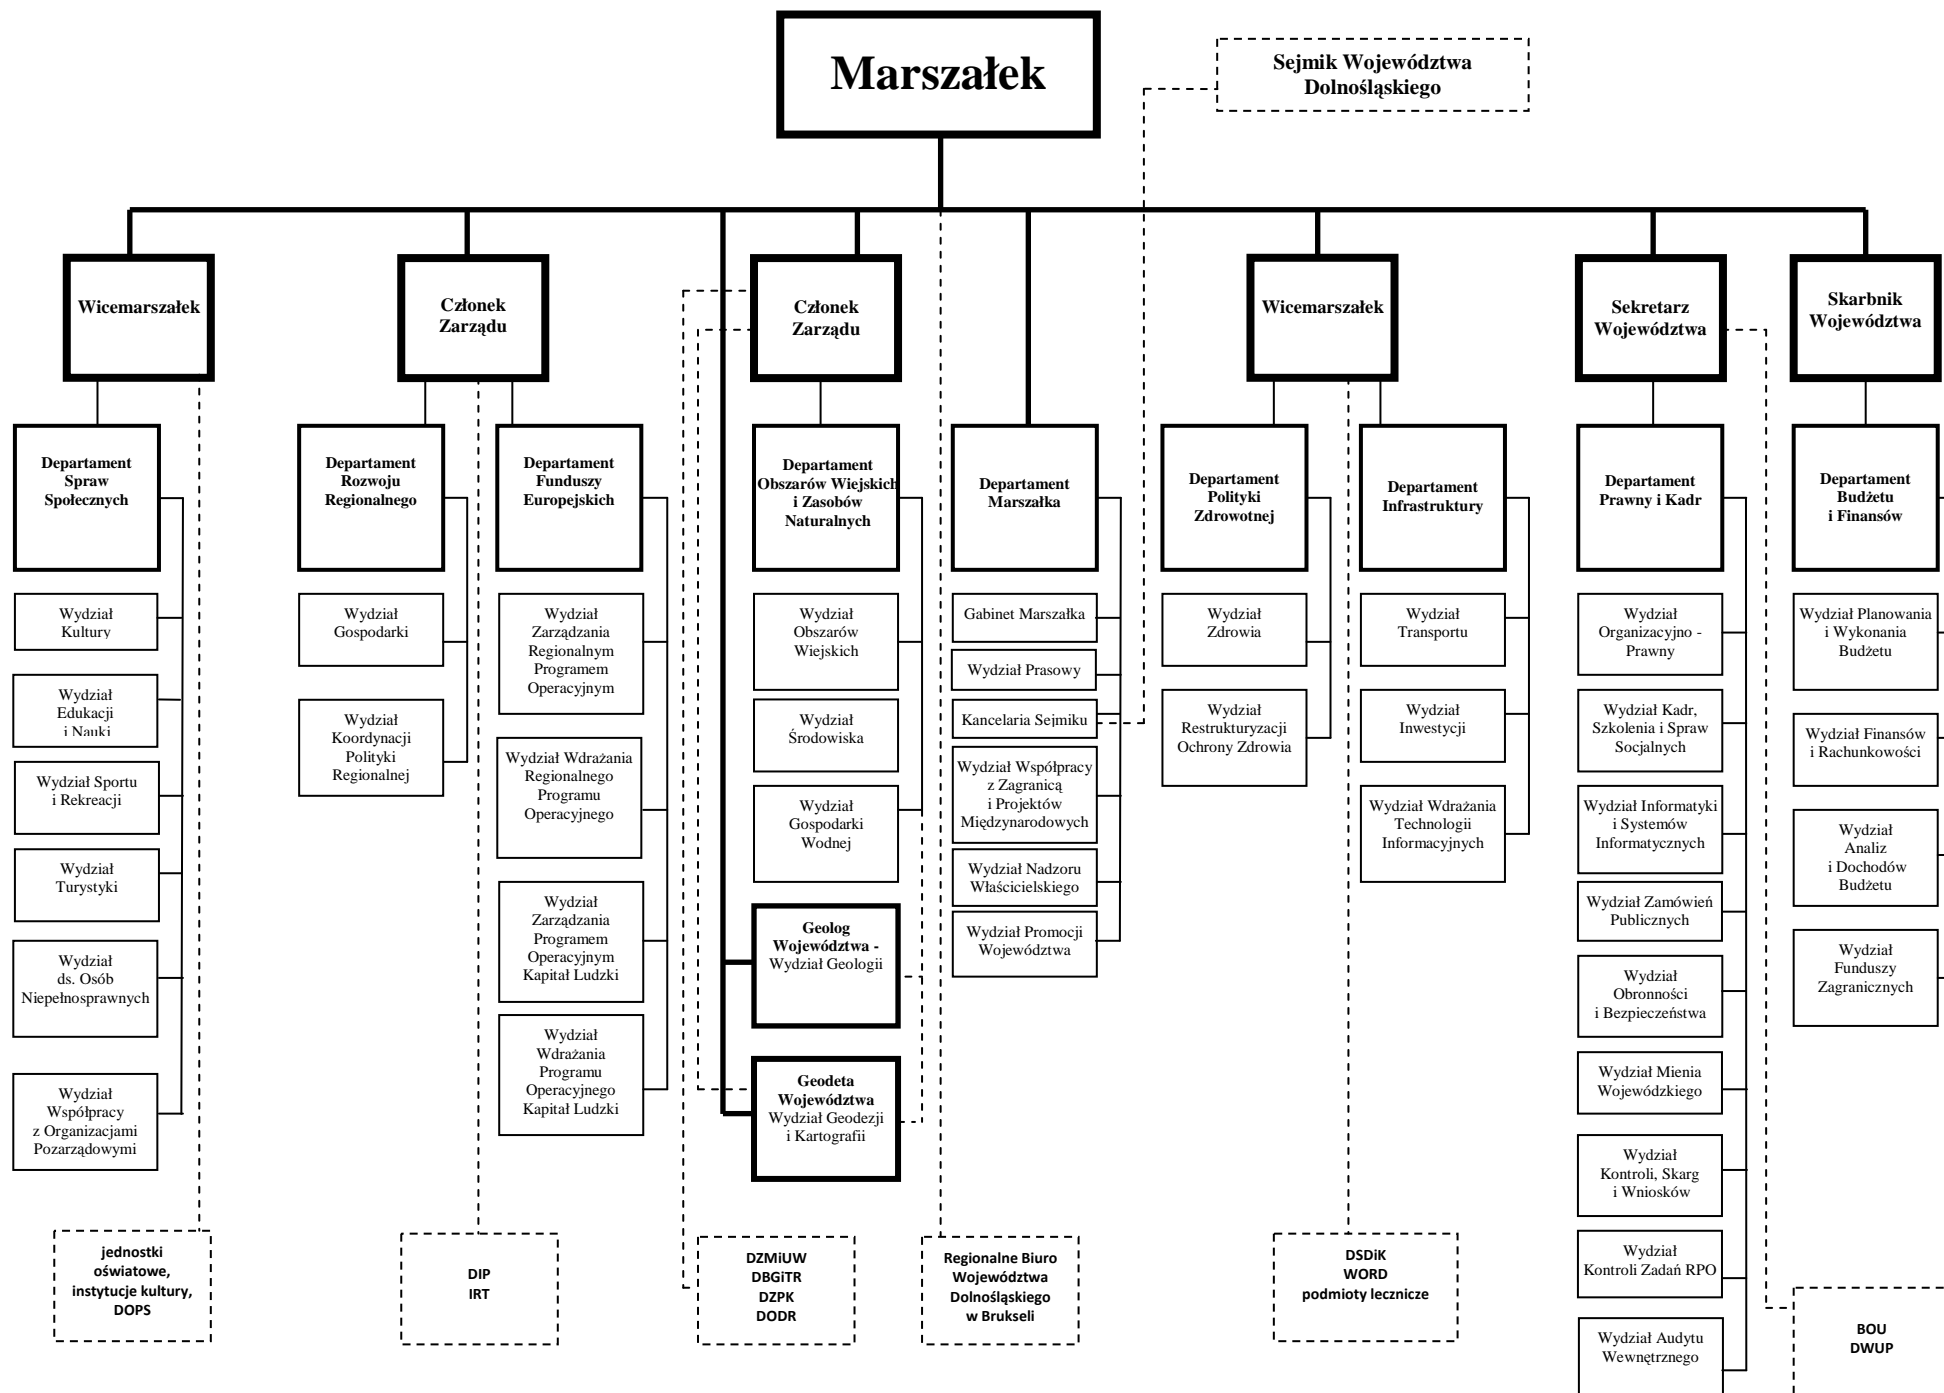 Marszałek
Sejmik Województwa
Dolnośląskiego
Wicemarszałek
Członek
Zarządu
Członek
Zarządu
Wicemarszałek
Sekretarz
Województwa
Skarbnik
Województwa
Departament
Spraw
Społecznych
Departament
Rozwoju
Regionalnego
Departament
Funduszy
Europejskich
Departament
Obszarów Wiejskich
i Zasobów
Naturalnych
Departament
Marszałka
Departament
Polityki
Zdrowotnej
Departament
Infrastruktury
Departament
Prawny i Kadr
Departament
Budżetu
i Finansów
Wydział
Kultury
Wydział
Edukacji
i Nauki
Wydział Sportu
i Rekreacji
Wydział
Turystyki
Wydział
ds. Osób
Niepełnosprawnych
Wydział
Współpracy
z Organizacjami
Pozarządowymi
Wydział
Gospodarki
Wydział
Koordynacji
Polityki
Regionalnej
Wydział
Zarządzania
Regionalnym
Programem
Operacyjnym
Wydział Wdrażania
Regionalnego
Programu
Operacyjnego
Wydział
Zarządzania
Programem
Operacyjnym
Kapitał Ludzki
Wydział
Wdrażania
Programu
Operacyjnego
Kapitał Ludzki
Wydział
Obszarów
Wiejskich
Wydział
Środowiska
Wydział
Gospodarki
Wodnej
Geolog
Województwa -
Wydział Geologii
Geodeta
Województwa
Wydział Geodezji
i Kartografii
Gabinet Marszałka
Wydział Prasowy
Kancelaria Sejmiku
Wydział Współpracy
z Zagranicą
i Projektów
Międzynarodowych
Wydział Nadzoru
Właścicielskiego
Wydział Promocji
Województwa
Wydział
Zdrowia
Wydział
Restrukturyzacji
Ochrony Zdrowia
Wydział
Transportu
Wydział
Inwestycji
Wydział Wdrażania
Technologii
Informacyjnych
Wydział
Organizacyjno -
Prawny
Wydział Kadr,
Szkolenia i Spraw
Socjalnych
Wydział Informatyki
i Systemów
Informatycznych
Wydział Zamówień
Publicznych
Wydział
Obronności
i Bezpieczeństwa
Wydział Mienia
Wojewódzkiego
Wydział
Kontroli, Skarg
i Wniosków
Wydział
Kontroli Zadań RPO
Wydział Audytu
Wewnętrznego
Wydział Planowania
i Wykonania
Budżetu
Wydział Finansów
i Rachunkowości
Wydział
Analiz
i Dochodów
Budżetu
Wydział
Funduszy
Zagranicznych
jednostki
oświatowe,
instytucje kultury,
DOPS
DIP
IRT
DZMiUW
DBGiTR
DZPK
DODR
Regionalne Biuro
Województwa
Dolnośląskiego
w Brukseli
DSDiK
WORD
podmioty lecznicze
BOU
DWUP